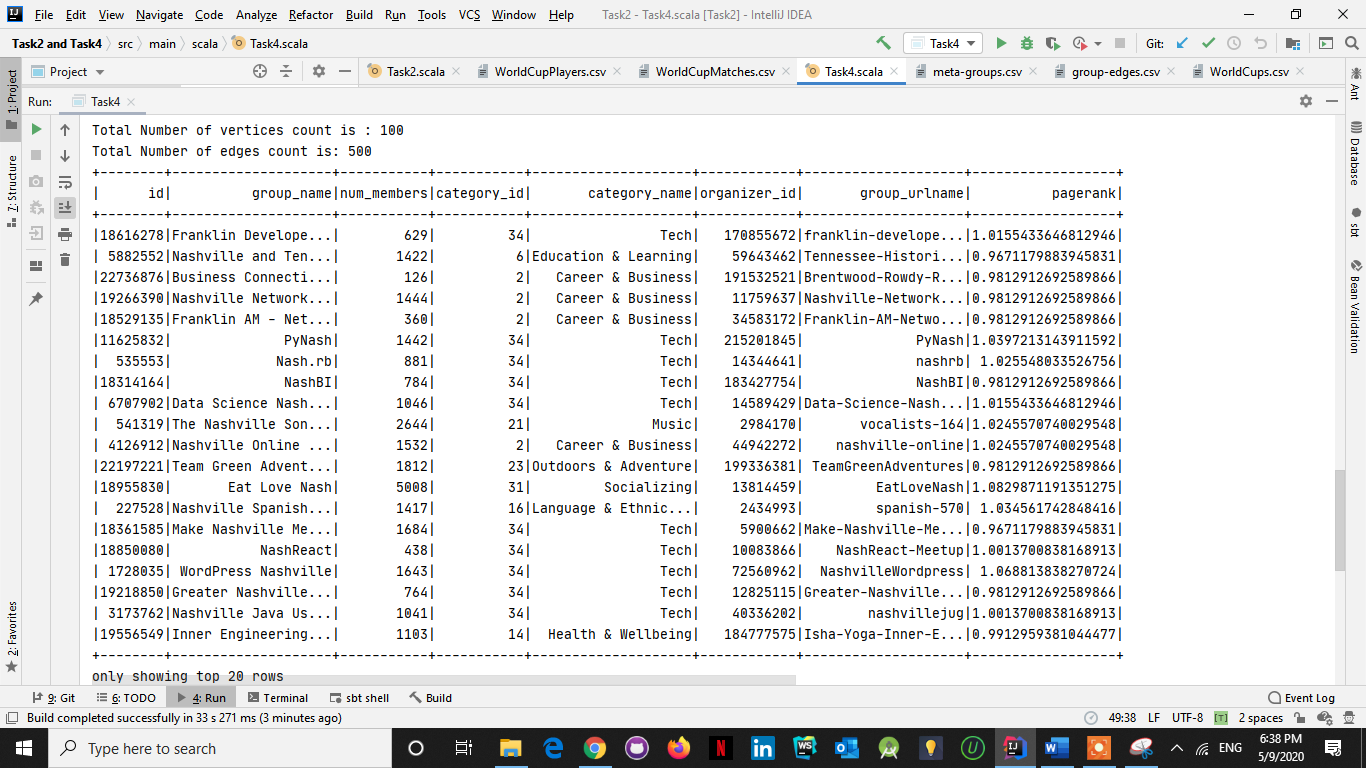 File Edit View Navigate Code Analyze Refactor Build Run Tools VCS Window Help Task2 - Task4.scala [Task2] - IntelliJ IDEA
Task2 and Task4 src main scala Task4.scala Task4 Git:
Project Task2.scala WorldCupPlayers.csv WorldCupMatches.csv Task4.scala meta-groups.csv group-edges.csv WorldCups.csv
Run: Task4
1: Project
7: Structure
2: Favorites
Ant
Database
sbt
Bean Validation
Total Number of vertices count is : 100
Total Number of edges count is: 500
+--------+--------------------+-----------+-----------+--------------------+------------+--------------------+------------------+
| id| group_name|num_members|category_id| category_name|organizer_id| group_urlname| pagerank|
+--------+--------------------+-----------+-----------+--------------------+------------+--------------------+------------------+
|18616278|Franklin Develope...| 629| 34| Tech| 170855672|franklin-develope...|1.0155433646812946|
| 5882552|Nashville and Ten...| 1422| 6|Education & Learning| 59643462|Tennessee-Histori...|0.9671179883945831|
|22736876|Business Connecti...| 126| 2| Career & Business| 191532521|Brentwood-Rowdy-R...|0.9812912692589866|
|19266390|Nashville Network...| 1444| 2| Career & Business| 11759637|Nashville-Network...|0.9812912692589866|
|18529135|Franklin AM - Net...| 360| 2| Career & Business| 34583172|Franklin-AM-Netwo...|0.9812912692589866|
|11625832| PyNash| 1442| 34| Tech| 215201845| PyNash|1.0397213143911592|
| 535553| Nash.rb| 881| 34| Tech| 14344641| nashrb| 1.025548033526756|
|18314164| NashBI| 784| 34| Tech| 183427754| NashBI|0.9812912692589866|
| 6707902|Data Science Nash...| 1046| 34| Tech| 14589429|Data-Science-Nash...|1.0155433646812946|
| 541319|The Nashville Son...| 2644| 21| Music| 2984170| vocalists-164|1.0245570740029548|
| 4126912|Nashville Online ...| 1532| 2| Career & Business| 44942272| nashville-online|1.0245570740029548|
|22197221|Team Green Advent...| 1812| 23|Outdoors & Adventure| 199336381| TeamGreenAdventures|0.9812912692589866|
|18955830| Eat Love Nash| 5008| 31| Socializing| 13814459| EatLoveNash|1.0829871191351275|
| 227528|Nashville Spanish...| 1417| 16|Language & Ethnic...| 2434993| spanish-570| 1.034561742848416|
|18361585|Make Nashville Me...| 1684| 34| Tech| 5900662|Make-Nashville-Me...|0.9671179883945831|
|18850080| NashReact| 438| 34| Tech| 10083866| NashReact-Meetup|1.0013700838168913|
| 1728035| WordPress Nashville| 1643| 34| Tech| 72560962| NashvilleWordpress| 1.068813838270724|
|19218850|Greater Nashville...| 764| 34| Tech| 12825115|Greater-Nashville...|0.9812912692589866|
| 3173762|Nashville Java Us...| 1041| 34| Tech| 40336202| nashvillejug|1.0013700838168913|
|19556549|Inner Engineering...| 1103| 14| Health & Wellbeing| 184777575|Isha-Yoga-Inner-E...|0.9912959381044477|
+--------+--------------------+-----------+-----------+--------------------+------------+--------------------+------------------+
only showing top 20 rows
9: Git 6: TODO 4: Run Terminal sbt shell Build Event Log
Build completed successfully in 33 s 271 ms (3 minutes ago) 49:38 LF UTF-8 [T] 2 spaces
Type here to search ENG 6:38 PM
5/9/2020